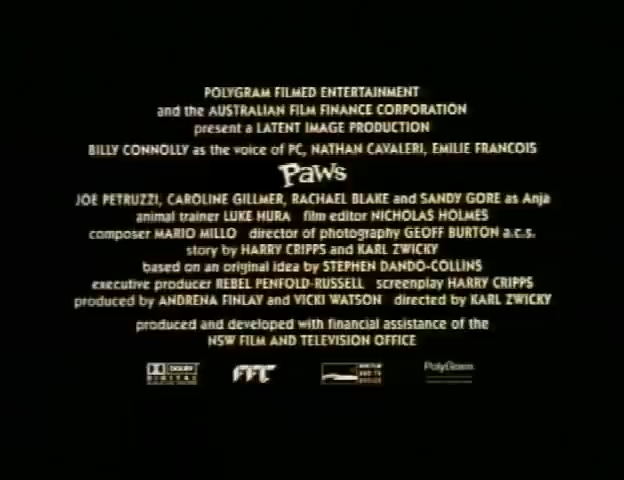 POLYGRAM FILMED ENTERTAINMENT
and the AUSTRALIAN FILM FINANCE CORPORATION
present a LATENT IMAGE PRODUCTION
BILLY CONNOLLY as the voice of PC, NATHAN CAVALERI, EMILIE FRANCOIS
Paws
JOE PETRUZZI, CAROLINE GILLMER, RACHAEL BLAKE and SANDY GORE as Anja
animal trainer LUKE HURA film editor NICHOLAS HOLMES
composer MARIO MILLO director of photography GEOFF BURTON a.c.s.
story by HARRY CRIPPS and KARL ZWICKY
based on an original idea by STEPHEN DANDO-COLLINS
executive producer REBEL PENFOLD-RUSSELL screenplay HARRY CRIPPS
produced by ANDRENA FINLAY and VICKI WATSON directed by KARL ZWICKY
produced and developed with financial assistance of the
NSW FILM AND TELEVISION OFFICE
DOLBY DIGITAL FFC PolyGram